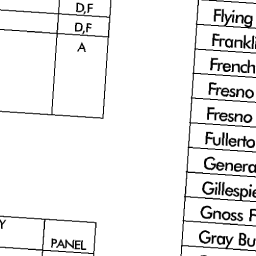 D,F
D,F
A
Y
PANEL
D,F
Flying
Frankli
French
Fresno
Fresno
Fullerto
Genera
Gillespie
Gnoss F
Gray Bu